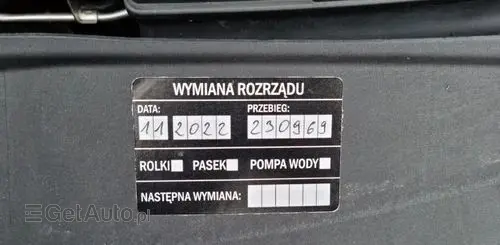 WYMIANA ROZRZĄDU
DATA: PRZEBIEG:
11 2022 230969
ROLKI PASEK POMPA WODY
NASTĘPNA WYMIANA:
GetAuto.pl